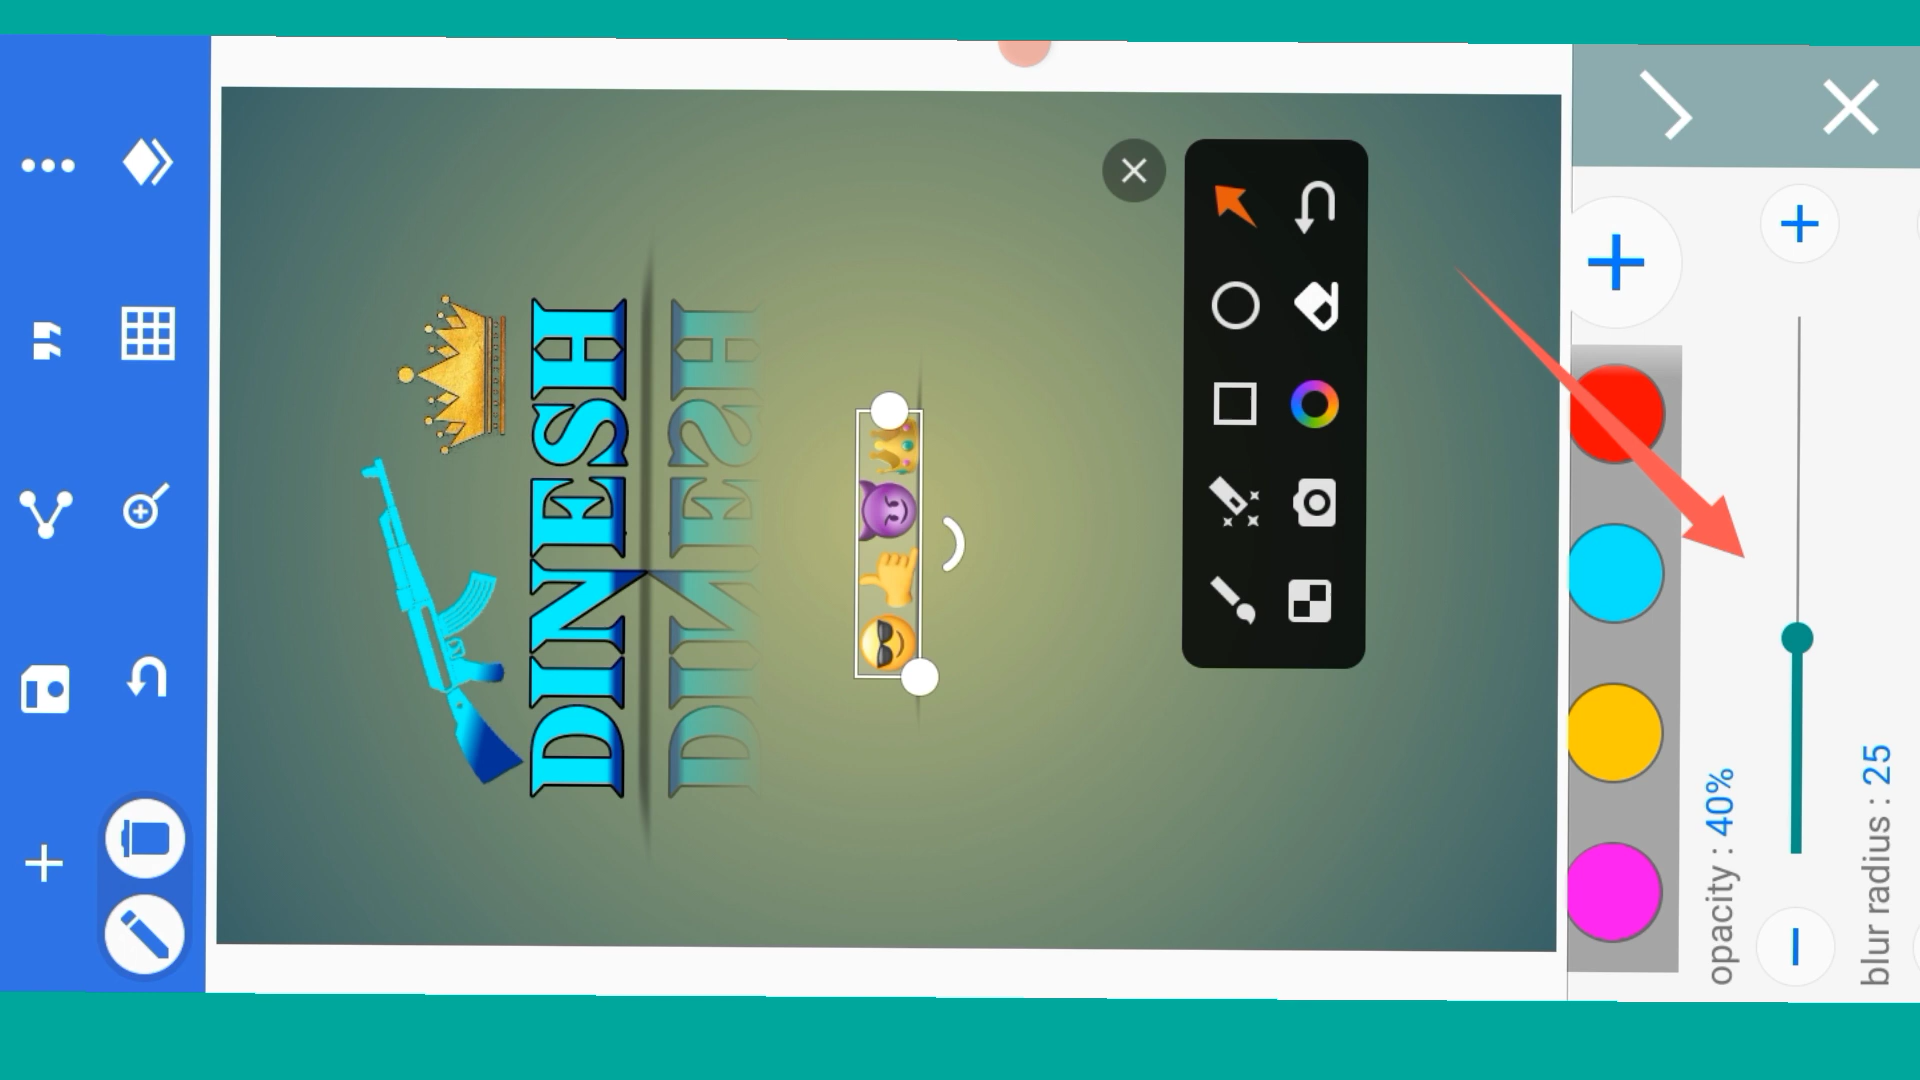 DINESH
DINESH
😎🤙😈👑
opacity : 40%
blur radius : 25